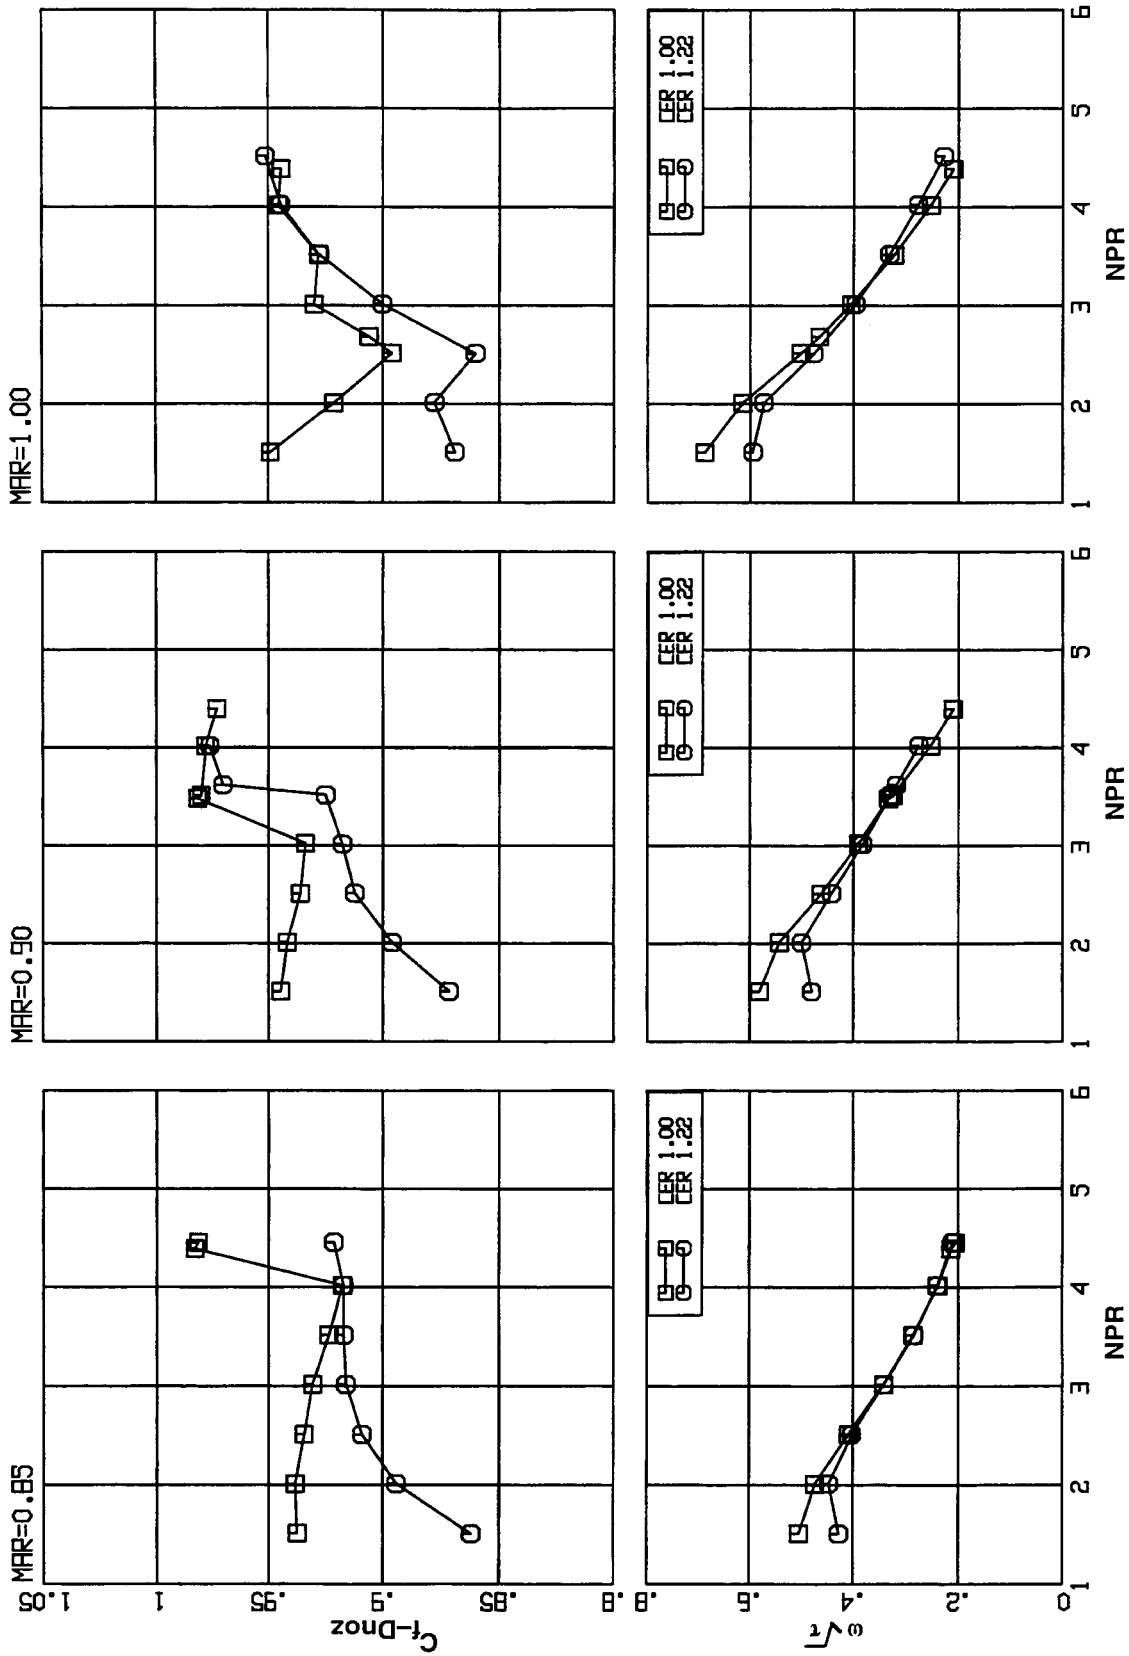 MAR=0.85
MAR=0.90
MAR=1.00
1.05
1
.95
.9
.85
.8
Cf-Dnoz
.8
.6
.4
.2
0
ω√τ
CER 1.00
CER 1.22
CER 1.00
CER 1.22
CER 1.00
CER 1.22
1 2 3 4 5 6
1 2 3 4 5 6
1 2 3 4 5 6
NPR
NPR
NPR